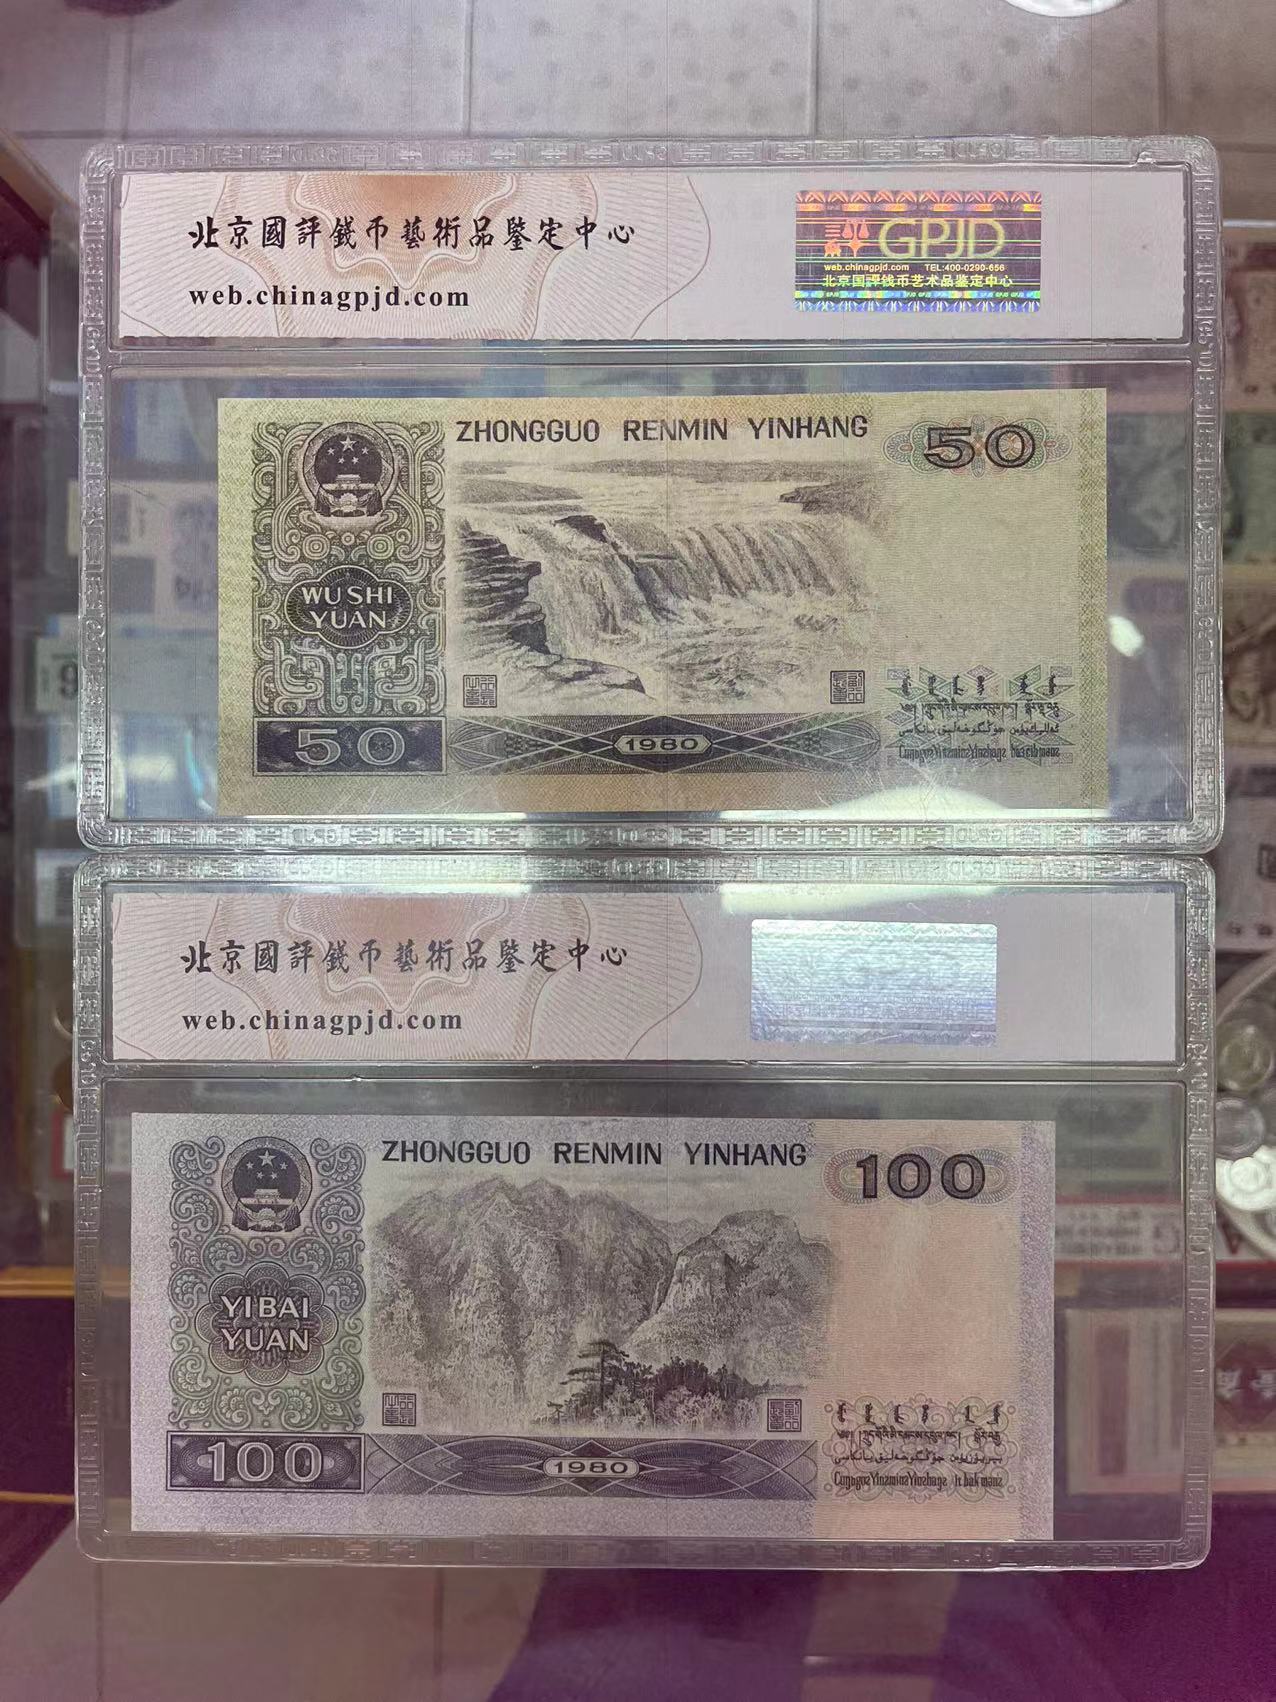 北京國評錢币藝術品鑒定中心
web.chinagpjd.com
GPJD
web.chinagpjd.com TEL:400-0290-656
北京国評钱币艺术品鉴定中心
ZHONGGUO RENMIN YINHANG
50
WU SHI
YUAN
50
1980
北京國評錢币藝術品鑒定中心
web.chinagpjd.com
ZHONGGUO RENMIN YINHANG
100
YIBAI
YUAN
100
1980